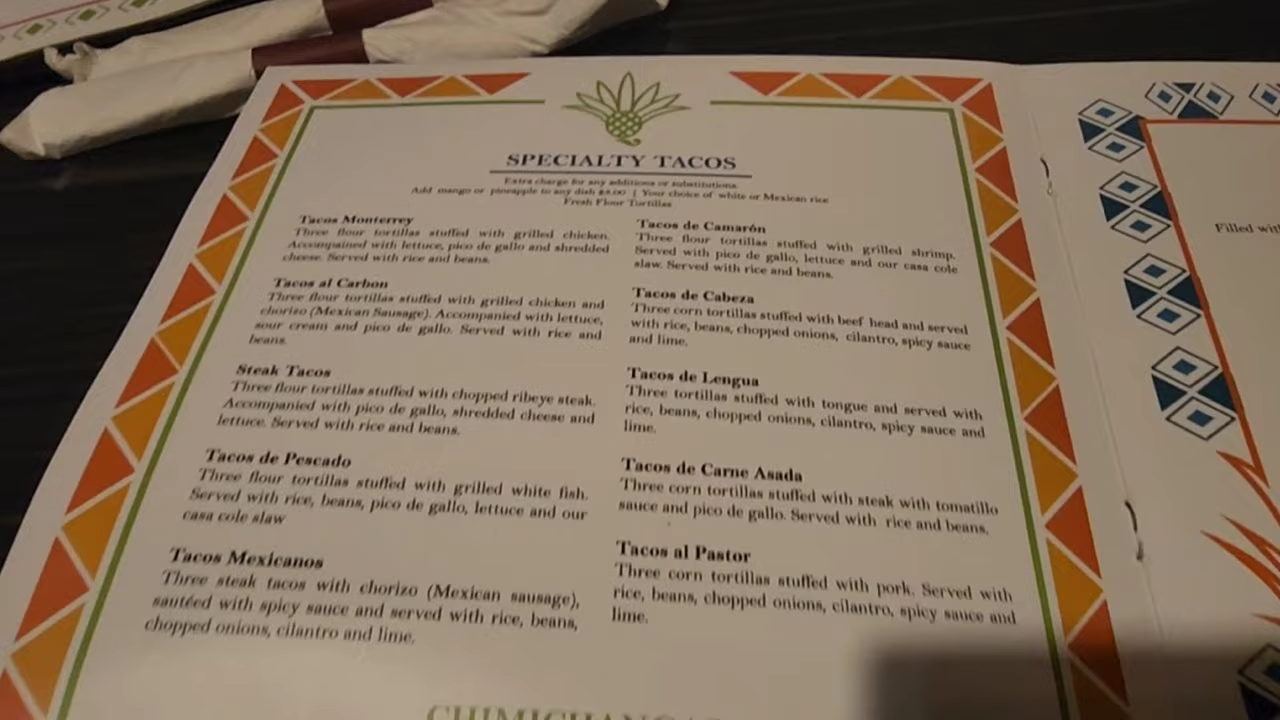 SPECIALTY TACOS
Extra charge for any additions or substitutions.
Add mango or pineapple to any dish | Your choice of white or Mexican rice
Fresh Flour Tortillas
Tacos Monterrey
Three flour tortillas stuffed with grilled chicken.
Accompained with lettuce, pico de gallo and shredded
cheese. Served with rice and beans.
Tacos al Carbon
Three flour tortillas stuffed with grilled chicken and
chorizo (Mexican Sausage). Accompanied with lettuce,
sour cream and pico de gallo. Served with rice and
beans.
Steak Tacos
Three flour tortillas stuffed with chopped ribeye steak.
Accompanied with pico de gallo, shredded cheese and
lettuce. Served with rice and beans.
Tacos de Pescado
Three flour tortillas stuffed with grilled white fish.
Served with rice, beans, pico de gallo, lettuce and our
casa cole slaw
Tacos Mexicanos
Three steak tacos with chorizo (Mexican sausage),
sautéed with spicy sauce and served with rice, beans,
chopped onions, cilantro and lime.
Tacos de Camarón
Three flour tortillas stuffed with grilled shrimp.
Served with pico de gallo, lettuce and our casa cole
slaw. Served with rice and beans.
Tacos de Cabeza
Three corn tortillas stuffed with beef head and served
with rice, beans, chopped onions, cilantro, spicy sauce
and lime.
Tacos de Lengua
Three tortillas stuffed with tongue and served with
rice, beans, chopped onions, cilantro, spicy sauce and
lime.
Tacos de Carne Asada
Three corn tortillas stuffed with steak with tomatillo
sauce and pico de gallo. Served with rice and beans.
Tacos al Pastor
Three corn tortillas stuffed with pork. Served with
rice, beans, chopped onions, cilantro, spicy sauce and
lime.
Filled